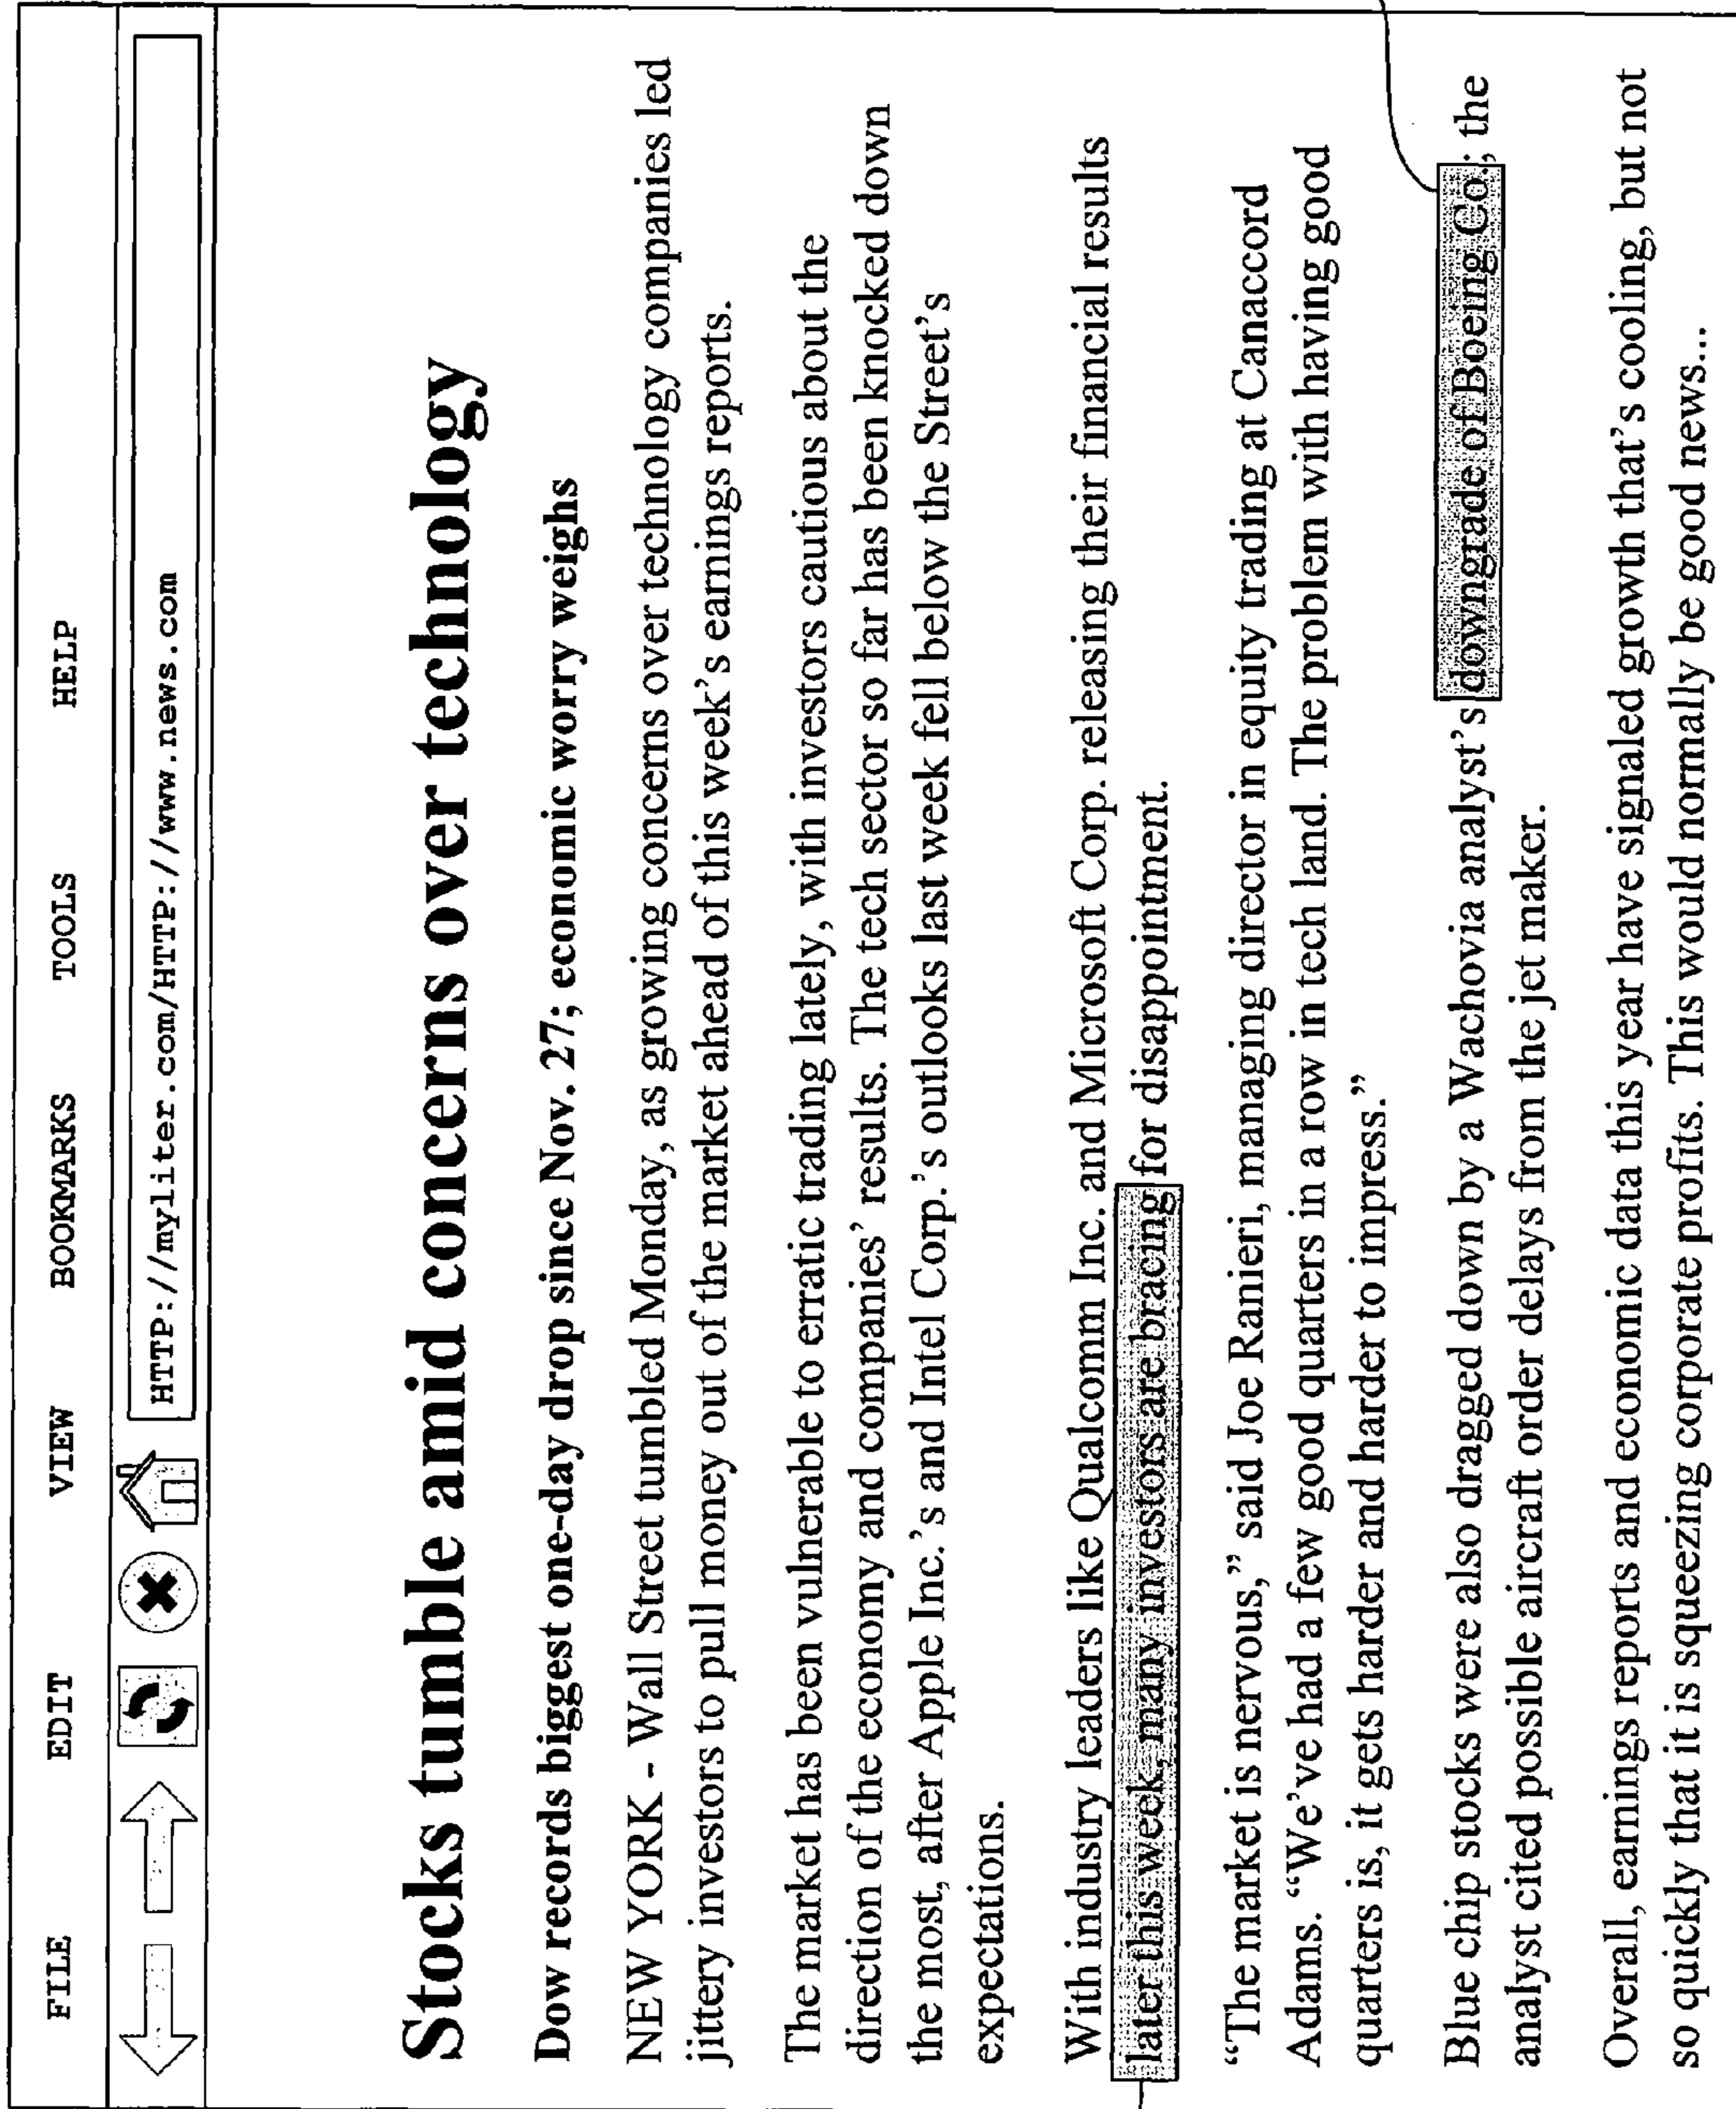 FILE EDIT VIEW BOOKMARKS TOOLS HELP
HTTP://myliter.com/HTTP://www.news.com
Stocks tumble amid concerns over technology
Dow records biggest one-day drop since Nov. 27; economic worry weighs
NEW YORK - Wall Street tumbled Monday, as growing concerns over technology companies led
jittery investors to pull money out of the market ahead of this week's earnings reports.
The market has been vulnerable to erratic trading lately, with investors cautious about the
direction of the economy and companies' results. The tech sector so far has been knocked down
the most, after Apple Inc.'s and Intel Corp.'s outlooks last week fell below the Street's
expectations.
With industry leaders like Qualcomm Inc. and Microsoft Corp. releasing their financial results
later this week, many investors are bracing for disappointment.
“The market is nervous,” said Joe Ranieri, managing director in equity trading at Canaccord
Adams. “We've had a few good quarters in a row in tech land. The problem with having good
quarters is, it gets harder and harder to impress.”
Blue chip stocks were also dragged down by a Wachovia analyst's downgrade of Boeing Co.; the
analyst cited possible aircraft order delays from the jet maker.
Overall, earnings reports and economic data this year have signaled growth that's cooling, but not
so quickly that it is squeezing corporate profits. This would normally be good news...